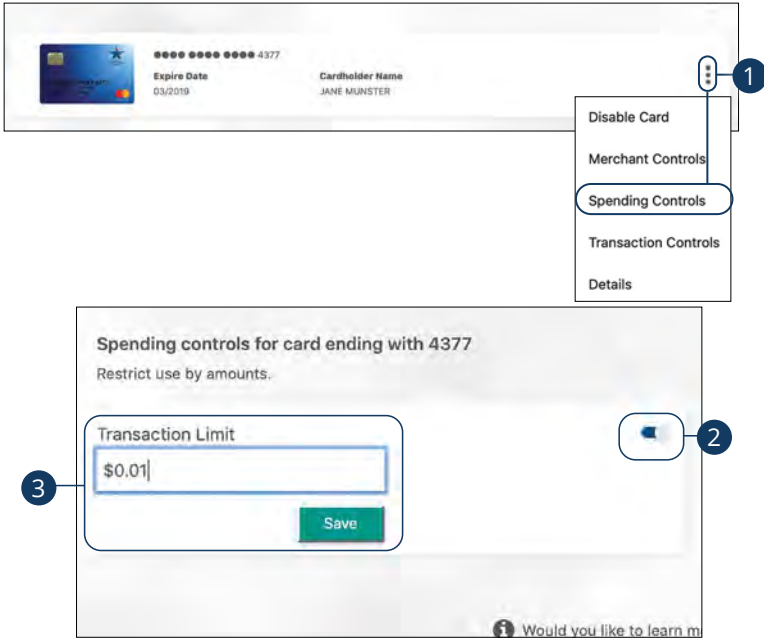 ●●●● ●●●● ●●●● 4377
Expire Date Cardholder Name
03/2019 JANE MUNSTER
1
Disable Card
Merchant Controls
Spending Controls
Transaction Controls
Details
Spending controls for card ending with 4377
Restrict use by amounts.
Transaction Limit
2
$0.01
3
Save
Would you like to learn m